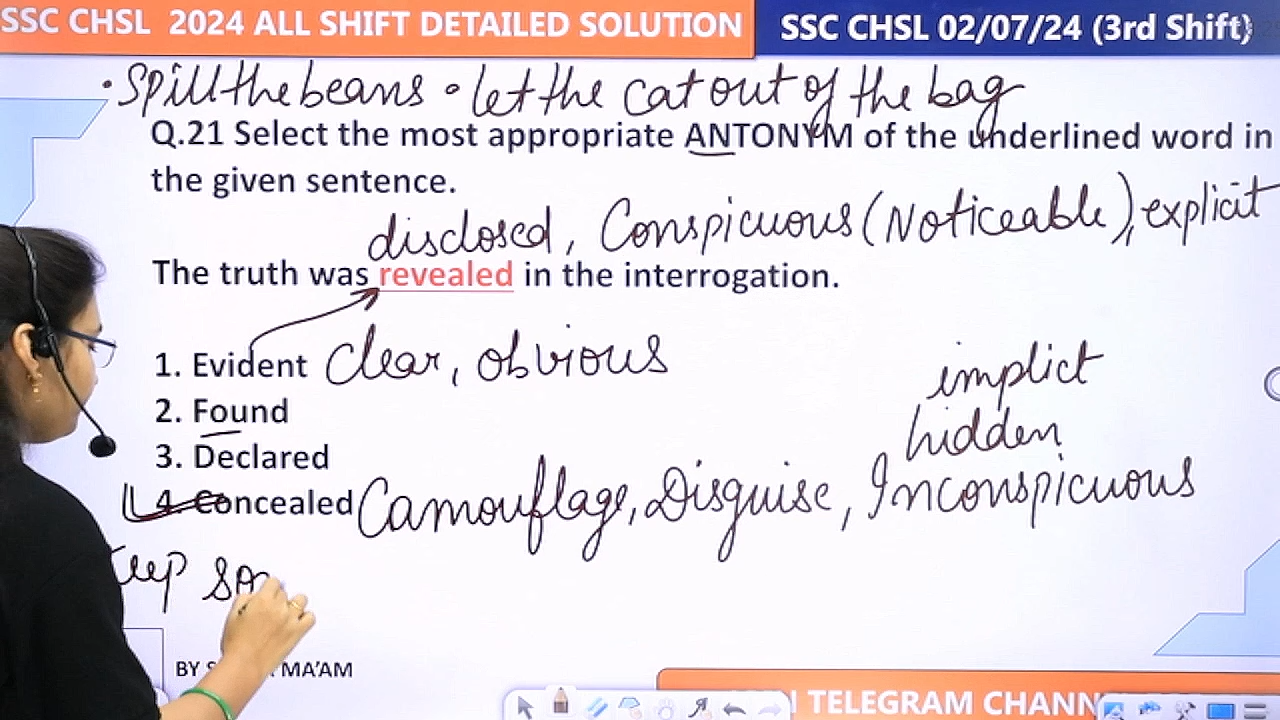 SSC CHSL 2024 ALL SHIFT DETAILED SOLUTION
SSC CHSL 02/07/24 (3rd Shift)
• Spill the beans • let the cat out of the bag
Q.21 Select the most appropriate ANTONYM of the underlined word in
the given sentence.
disclosed, Conspicuous (Noticeable), explicit
The truth was revealed in the interrogation.
1. Evident clear, obvious
2. Found
3. Declared
implict
hidden
4. Concealed Camouflage, Disguise, Inconspicuous
BY MA'AM
TELEGRAM